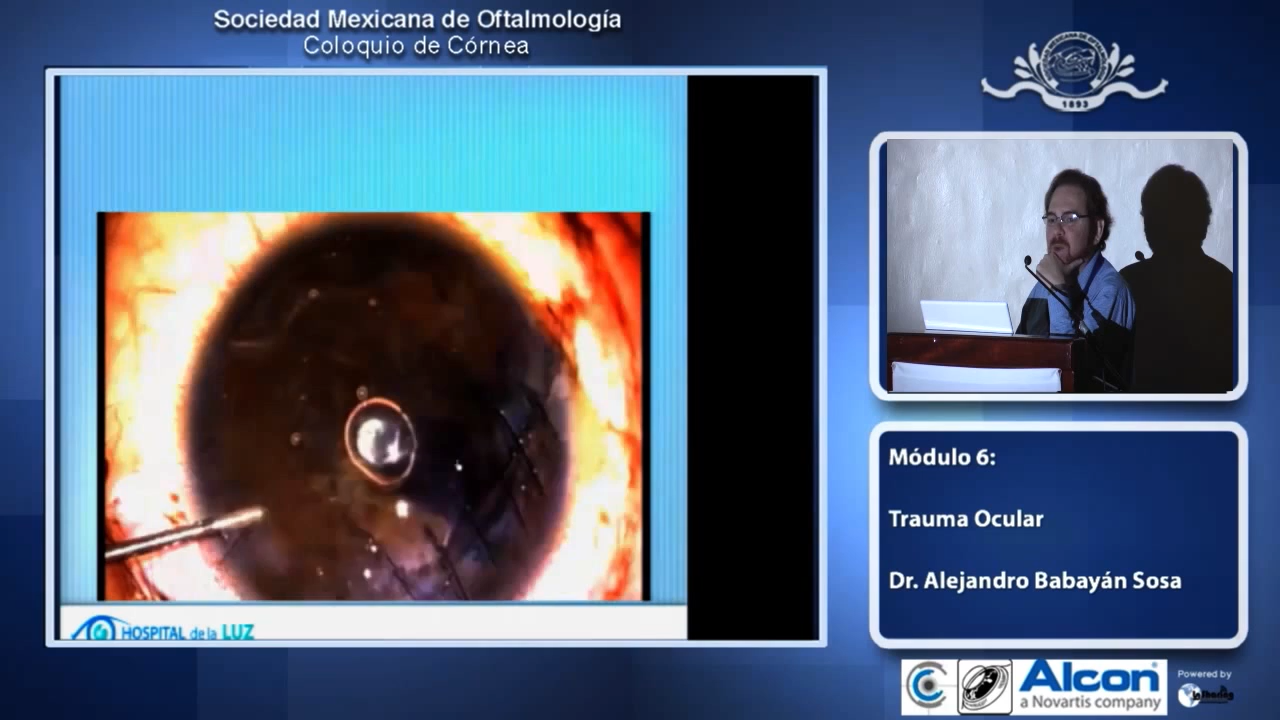 Sociedad Mexicana de Oftalmología
Coloquio de Córnea
1893
Módulo 6:
Trauma Ocular
Dr. Alejandro Babayán Sosa
HOSPITAL de la LUZ
Alcon®
a Novartis company
Powered by